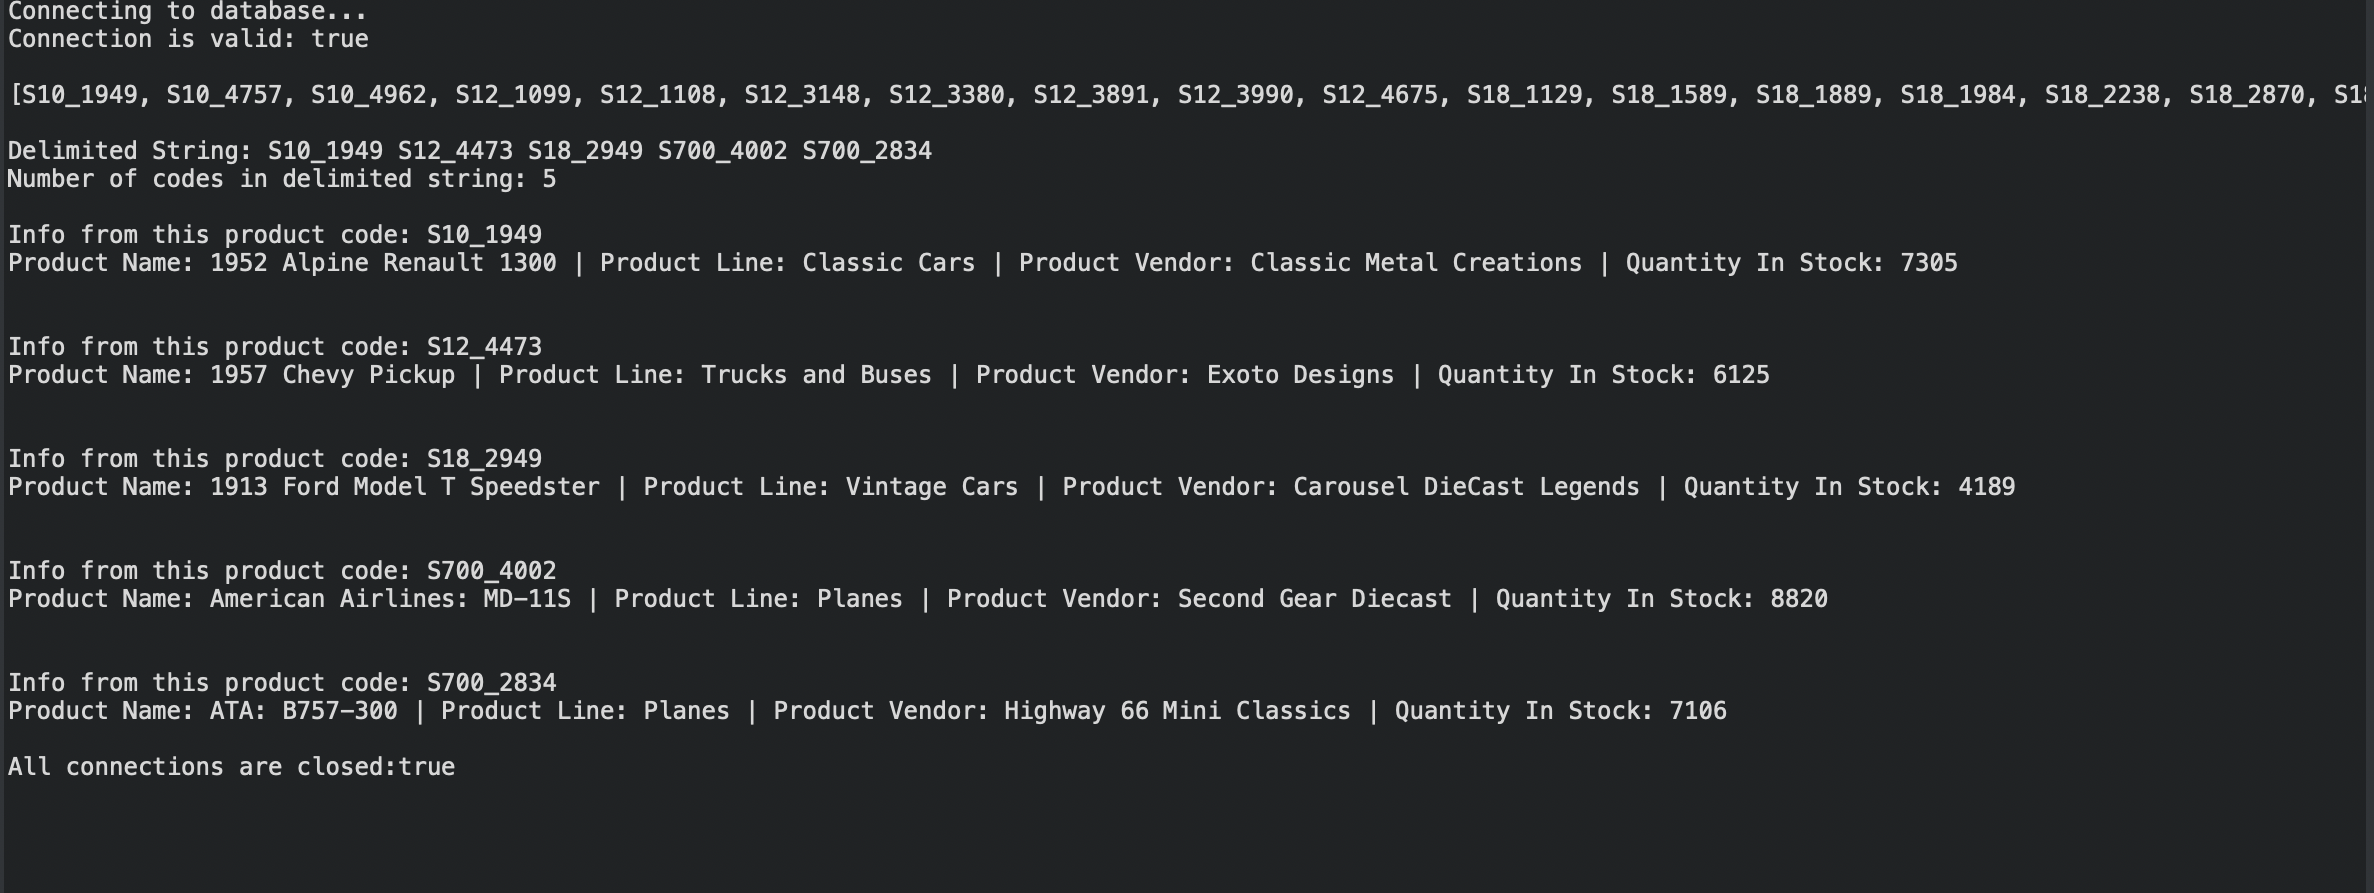 Connecting to database...
Connection is valid: true
[S10_1949, S10_4757, S10_4962, S12_1099, S12_1108, S12_3148, S12_3380, S12_3891, S12_3990, S12_4675, S18_1129, S18_1589, S18_1889, S18_1984, S18_2238, S18_2870,
Delimited String: S10_1949 S12_4473 S18_2949 S700_4002 S700_2834
Number of codes in delimited string: 5
Info from this product code: S10_1949
Product Name: 1952 Alpine Renault 1300 | Product Line: Classic Cars | Product Vendor: Classic Metal Creations | Quantity In Stock: 7305
Info from this product code: S12_4473
Product Name: 1957 Chevy Pickup | Product Line: Trucks and Buses | Product Vendor: Exoto Designs | Quantity In Stock: 6125
Info from this product code: S18_2949
Product Name: 1913 Ford Model T Speedster | Product Line: Vintage Cars | Product Vendor: Carousel DieCast Legends | Quantity In Stock: 4189
Info from this product code: S700_4002
Product Name: American Airlines: MD-11S | Product Line: Planes | Product Vendor: Second Gear Diecast | Quantity In Stock: 8820
Info from this product code: S700_2834
Product Name: ATA: B757-300 | Product Line: Planes | Product Vendor: Highway 66 Mini Classics | Quantity In Stock: 7106
All connections are closed:true